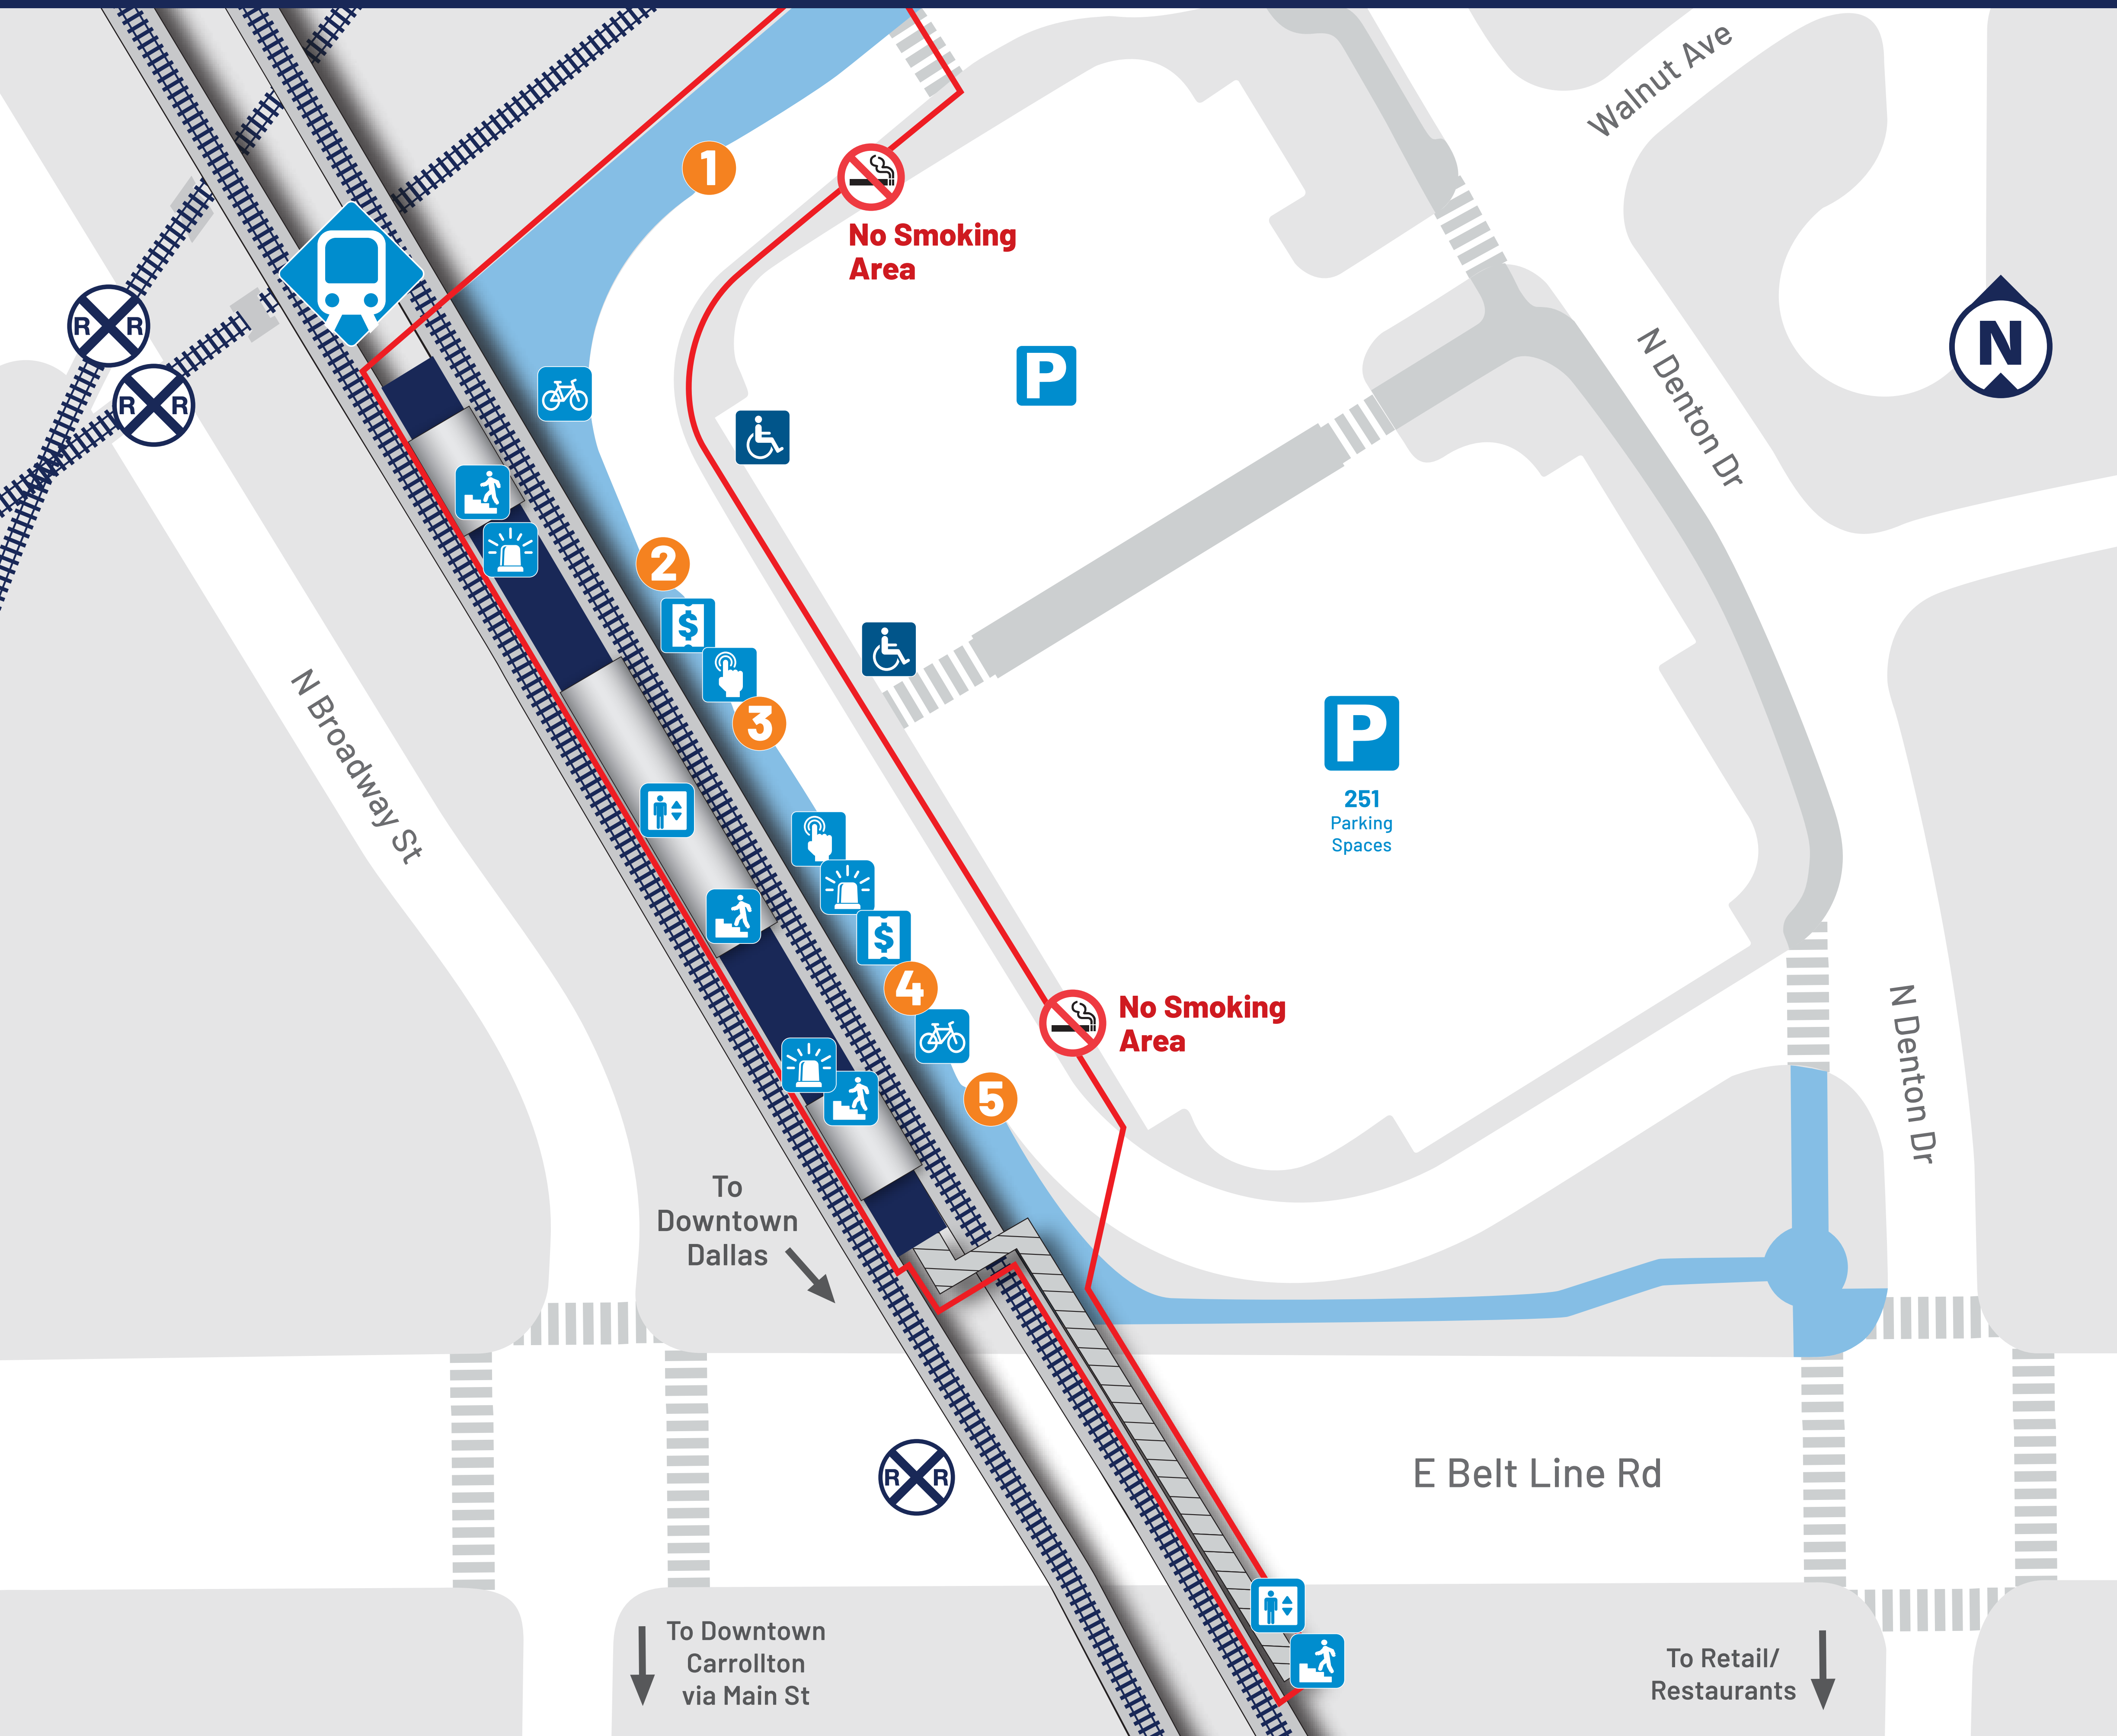 Walnut Ave
1
No Smoking
Area
N
R R
R R
P
N Denton Dr
2
$
3
N Broadway St
P
251
Parking
Spaces
$
4
No Smoking
Area
5
N Denton Dr
To
Downtown
Dallas
R R
E Belt Line Rd
To Downtown
Carrollton
via Main St
To Retail/
Restaurants